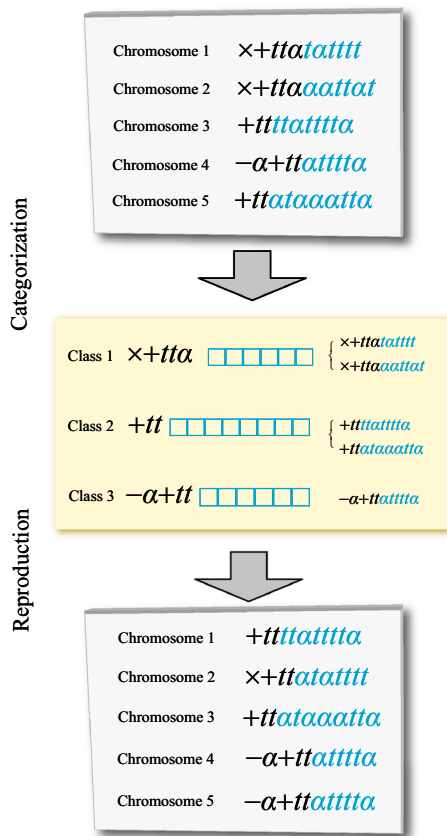 Chromosome 1 ×+ttαtαtttt
Chromosome 2 ×+ttαααttαt
Chromosome 3 +ttttαttttα
Chromosome 4 −α+ttαttttα
Chromosome 5 +ttαtαααttα
Categorization
Class 1 ×+ttα
×+ttαtαtttt
×+ttαααttαt
Class 2 +tt
+ttttαttttα
+ttαtαααttα
Class 3 −α+tt
−α+ttαttttα
Reproduction
Chromosome 1 +ttttαttttα
Chromosome 2 ×+ttαtαtttt
Chromosome 3 +ttαtαααttα
Chromosome 4 −α+ttαttttα
Chromosome 5 −α+ttαttttα